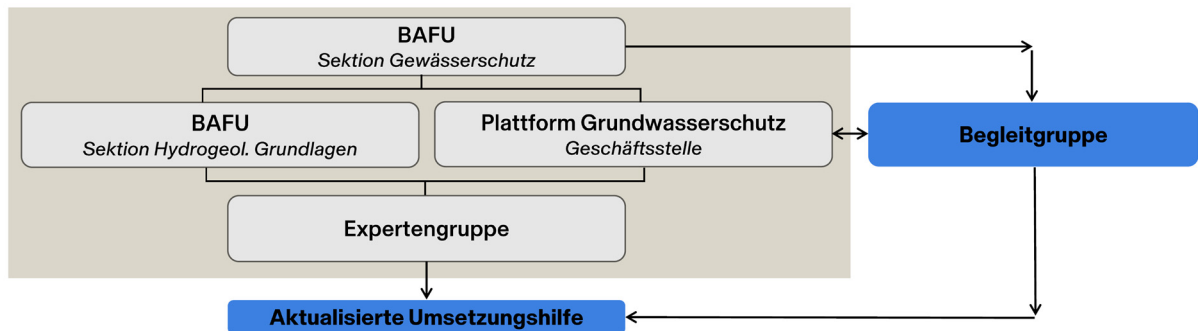 BAFU
Sektion Gewässerschutz
BAFU
Sektion Hydrogeol. Grundlagen
Plattform Grundwasserschutz
Geschäftsstelle
Begleitgruppe
Expertengruppe
Aktualisierte Umsetzungshilfe